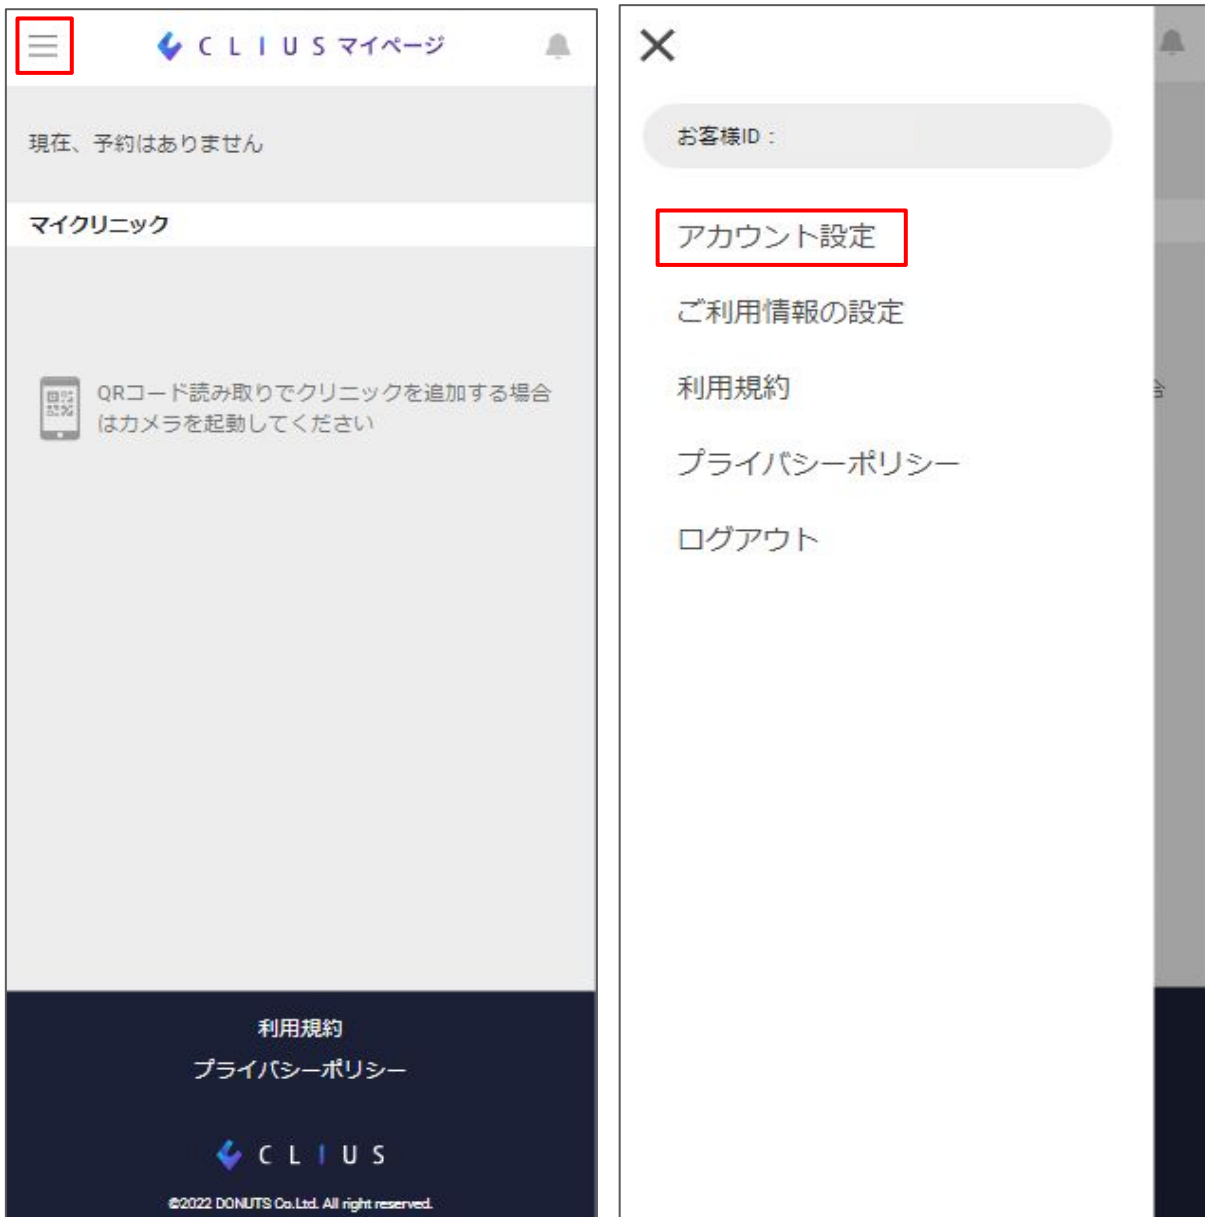 CLIUS マイページ
現在、予約はありません
マイクリニック
QRコード読み取りでクリニックを追加する場合
はカメラを起動してください
利用規約
プライバシーポリシー
CLIUS
©2022 DONUTS Co.Ltd. All right reserved.
お客様ID：
アカウント設定
ご利用情報の設定
利用規約
プライバシーポリシー
ログアウト
合